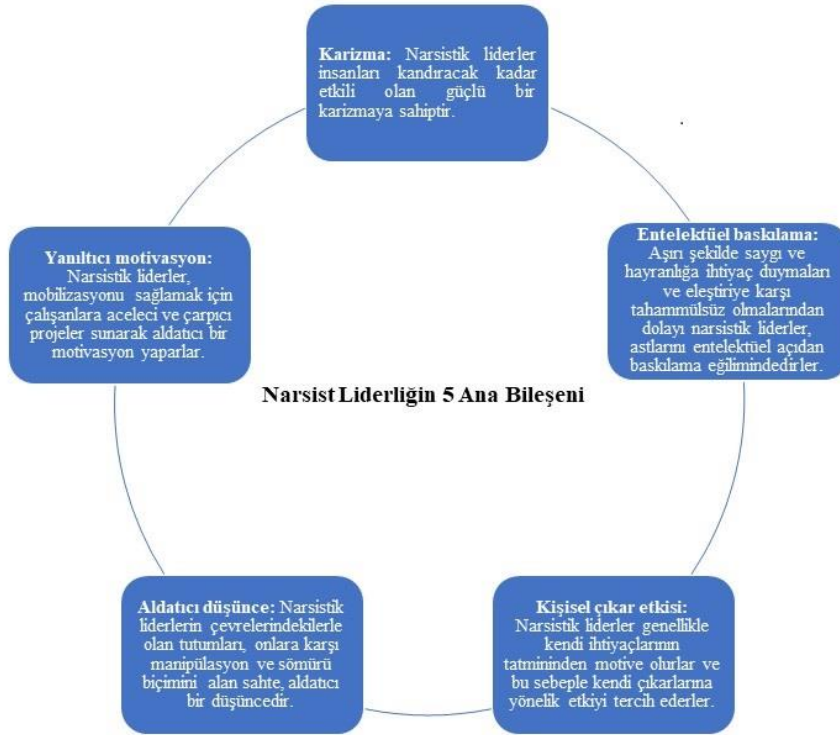 Karizma: Narsistik liderler
insanları kandıracak kadar
etkili olan güçlü bir
karizmaya sahiptir.
Entelektüel baskılama:
Aşırı şekilde saygı ve
hayranlığa ihtiyaç duymaları
ve eleştiriye karşı
tahammülsüz olmalarından
dolayı narsistik liderler,
astlarını entelektüel açıdan
baskılama eğilimindedirler.
Yanıltıcı motivasyon:
Narsistik liderler,
mobilizasyonu sağlamak için
çalışanlara aceleci ve çarpıcı
projeler sunarak aldatıcı bir
motivasyon yaparlar.
Narsist Liderliğin 5 Ana Bileşeni
Aldatıcı düşünce: Narsistik
liderlerin çevrelerindekilerle
olan tutumları, onlara karşı
manipülasyon ve sömürü
biçimini alan sahte, aldatıcı
bir düşüncedir.
Kişisel çıkar etkisi:
Narsistik liderler genellikle
kendi ihtiyaçlarının
tatmininden motive olurlar ve
bu sebeple kendi çıkarlarına
yönelik etkiyi tercih ederler.